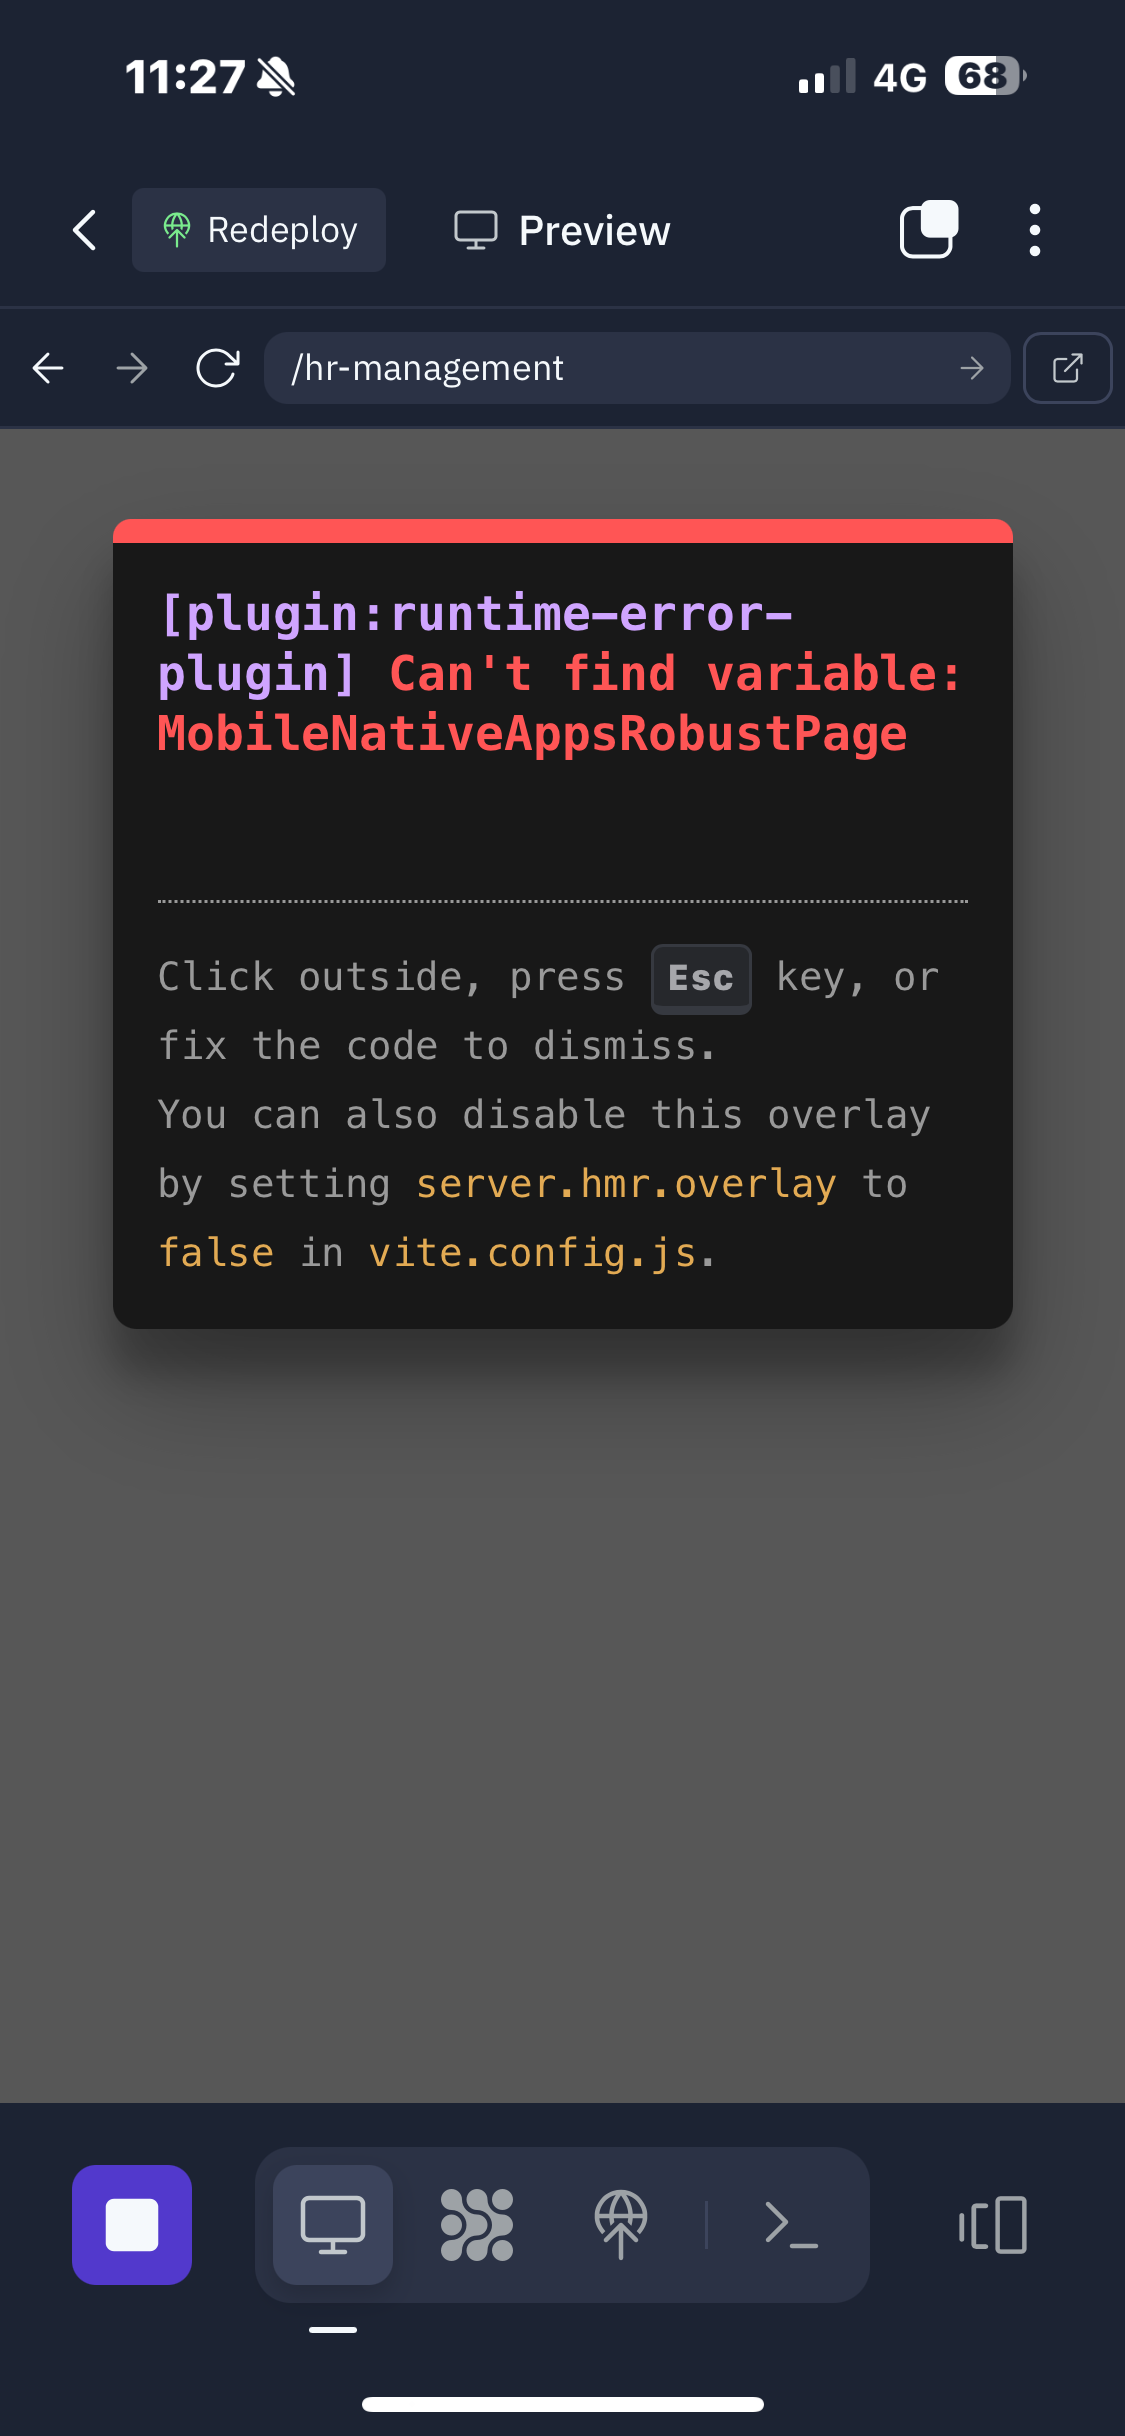 11:27
4G
68
Redeploy
Preview
/hr-management
[plugin:runtime-error-
plugin] Can't find variable:
MobileNativeAppsRobustPage
Click outside, press Esc key, or
fix the code to dismiss.
You can also disable this overlay
by setting server.hmr.overlay to
false in vite.config.js.